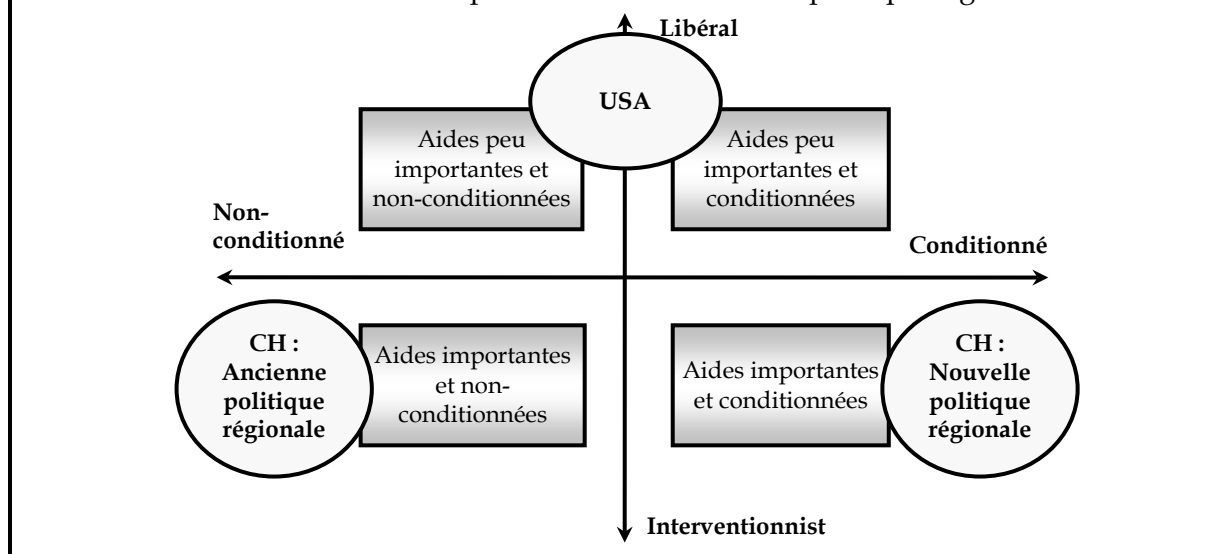 Libéral
USA
Aides peu
importantes et
non-conditionnées
Aides peu
importantes et
conditionnées
Non-
conditionné
Conditionné
CH :
Ancienne
politique
régionale
Aides importantes
et non-
conditionnées
Aides importantes
et conditionnées
CH :
Nouvelle
politique
régionale
Interventionnist